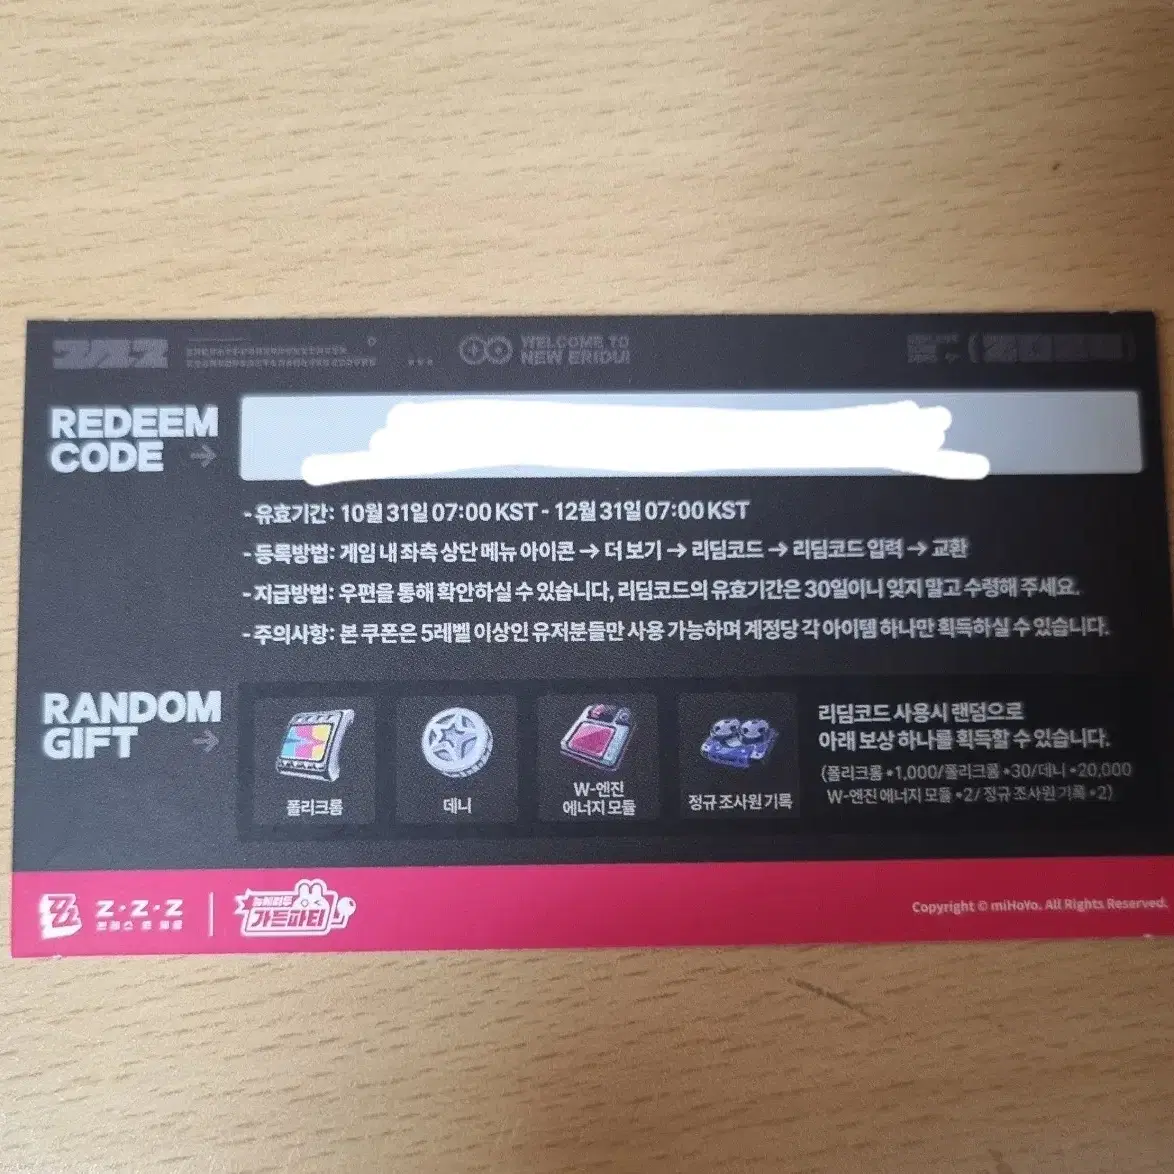 WELCOME TO
NEW ERIDU!
REDEEM
CODE →
- 유효기간: 10월 31일 07:00 KST - 12월 31일 07:00 KST
- 등록방법: 게임 내 좌측 상단 메뉴 아이콘 → 더 보기 → 리딤코드 → 리딤코드 입력 → 교환
- 지급방법: 우편을 통해 확인하실 수 있습니다, 리딤코드의 유효기간은 30일이니 잊지 말고 수령해 주세요.
- 주의사항: 본 쿠폰은 5레벨 이상인 유저분들만 사용 가능하며 계정당 각 아이템 하나만 획득하실 수 있습니다.
RANDOM
GIFT →
폴리크롬
데니
W-엔진
에너지 모듈
정규 조사원 기록
리딤코드 사용시 랜덤으로
아래 보상 하나를 획득할 수 있습니다.
(폴리크롬*1,000/폴리크롬*30/데니*20,000
W-엔진 에너지 모듈*2/ 정규 조사원 기록*2)
Z·Z·Z
젠레스 존 제로
뉴에리두
가든파티
Copyright © miHoYo. All Rights Reserved.